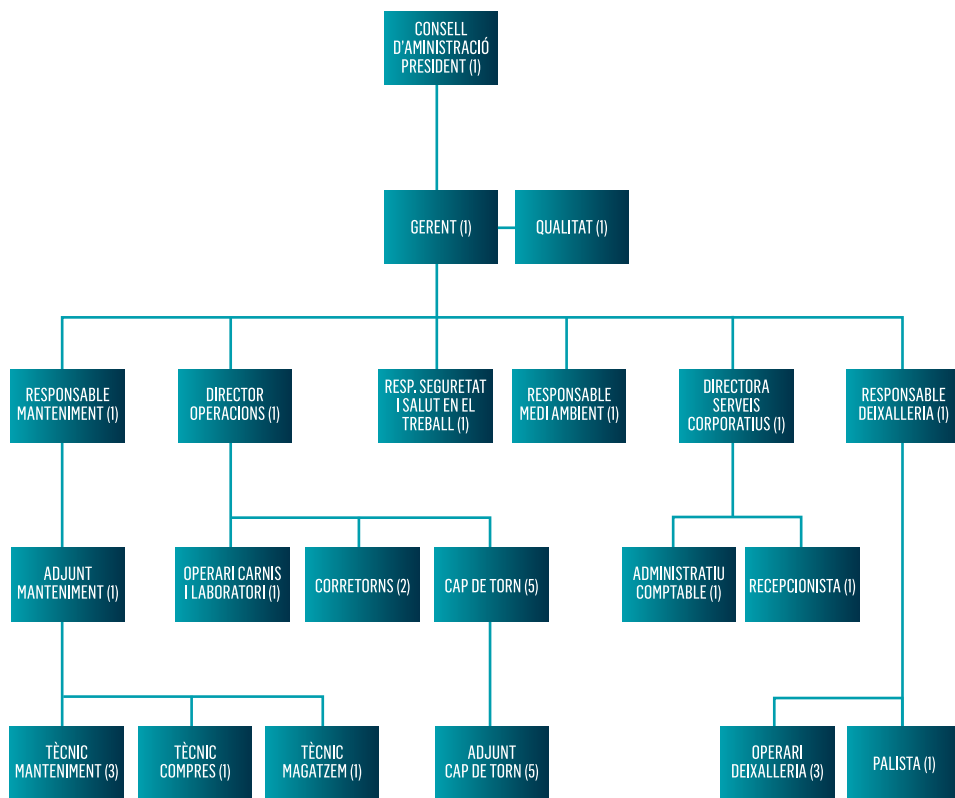 CONSELL
D'AMINISTRACIÓ
PRESIDENT (1)
GERENT (1)
QUALITAT (1)
RESPONSABLE
MANTENIMENT (1)
DIRECTOR
OPERACIONS (1)
RESP. SEGURETAT
I SALUT EN EL
TREBALL (1)
RESPONSABLE
MEDI AMBIENT (1)
DIRECTORA
SERVEIS
CORPORATIUS (1)
RESPONSABLE
DEIXALLERIA (1)
ADJUNT
MANTENIMENT (1)
OPERARI CARNIS
I LABORATORI (1)
CORRETORNS (2)
CAP DE TORN (5)
ADMINISTRATIU
COMPTABLE (1)
RECEPCIONISTA (1)
TÈCNIC
MANTENIMENT (3)
TÈCNIC
COMPRES (1)
TÈCNIC
MAGATZEM (1)
ADJUNT
CAP DE TORN (5)
OPERARI
DEIXALLERIA (3)
PALISTA (1)